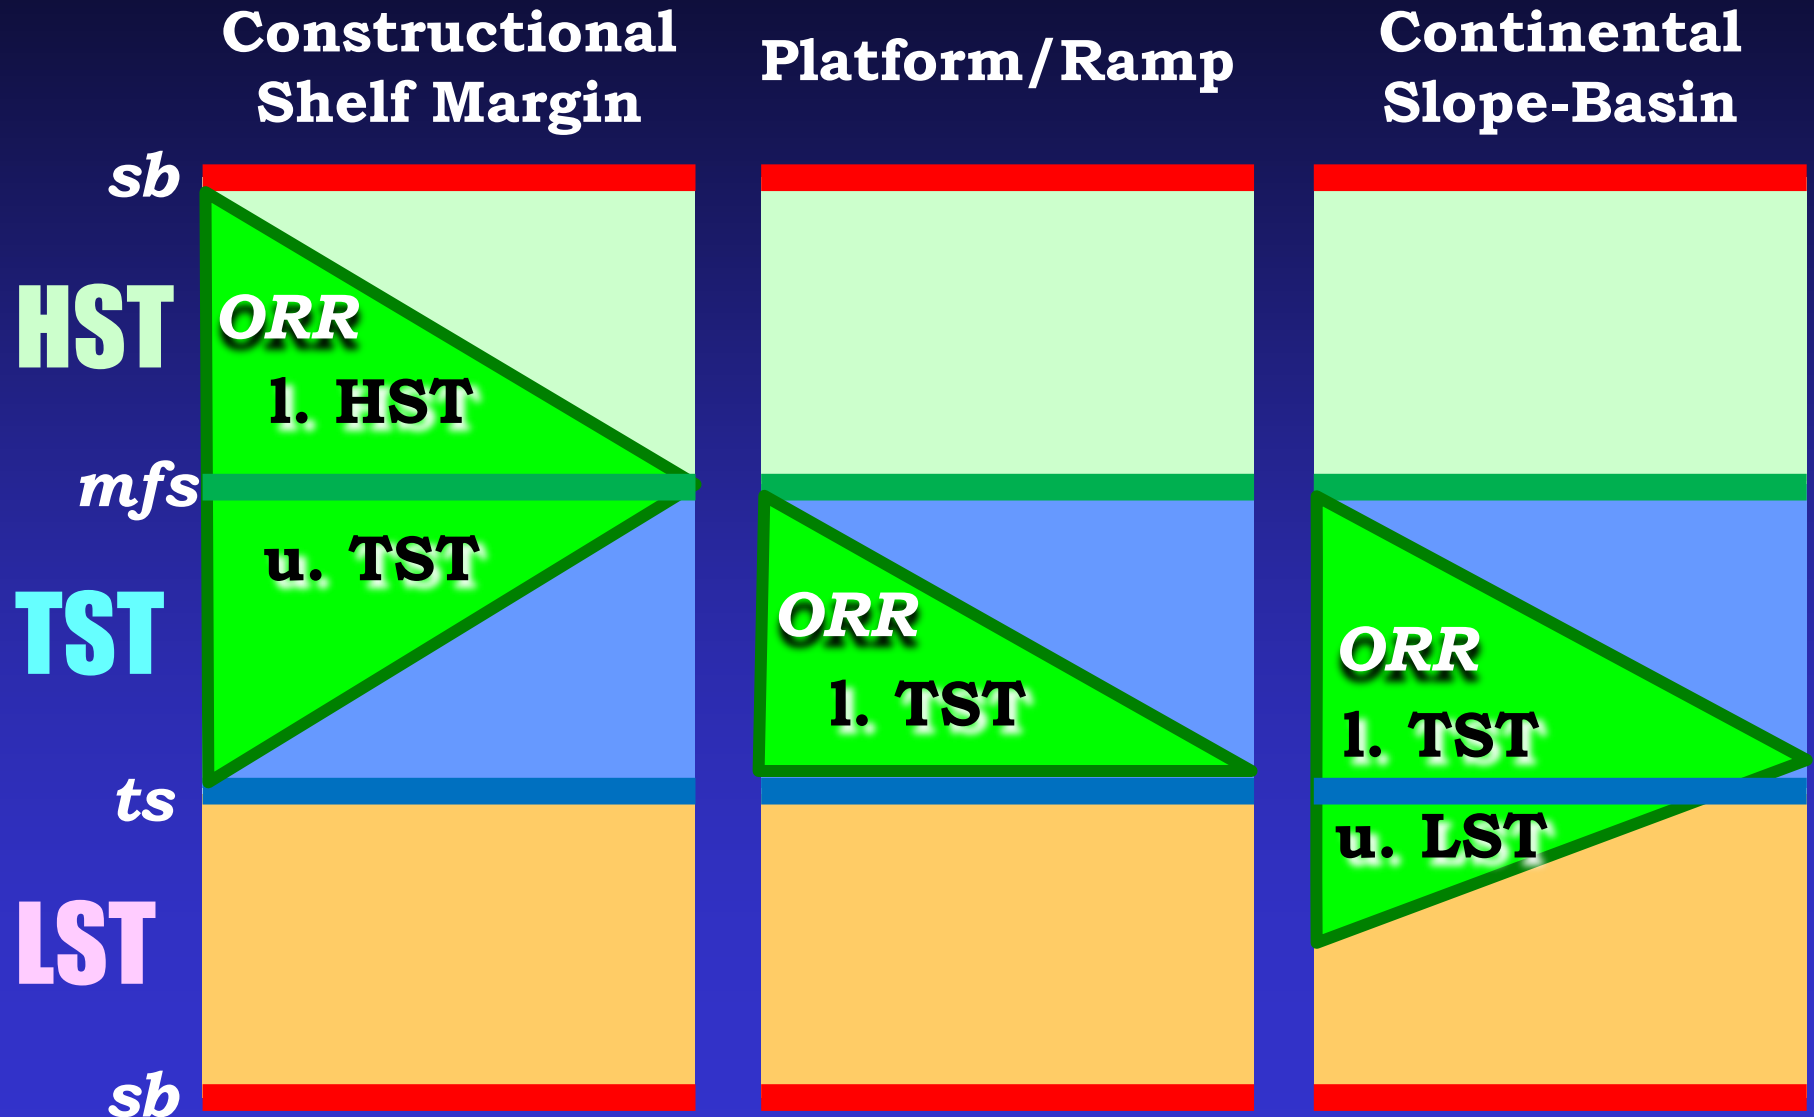 Constructional
Shelf Margin
Platform/Ramp
Continental
Slope-Basin
sb
HST
ORR
l. HST
mfs
u. TST
TST
ORR
l. TST
ORR
l. TST
ts
u. LST
LST
sb